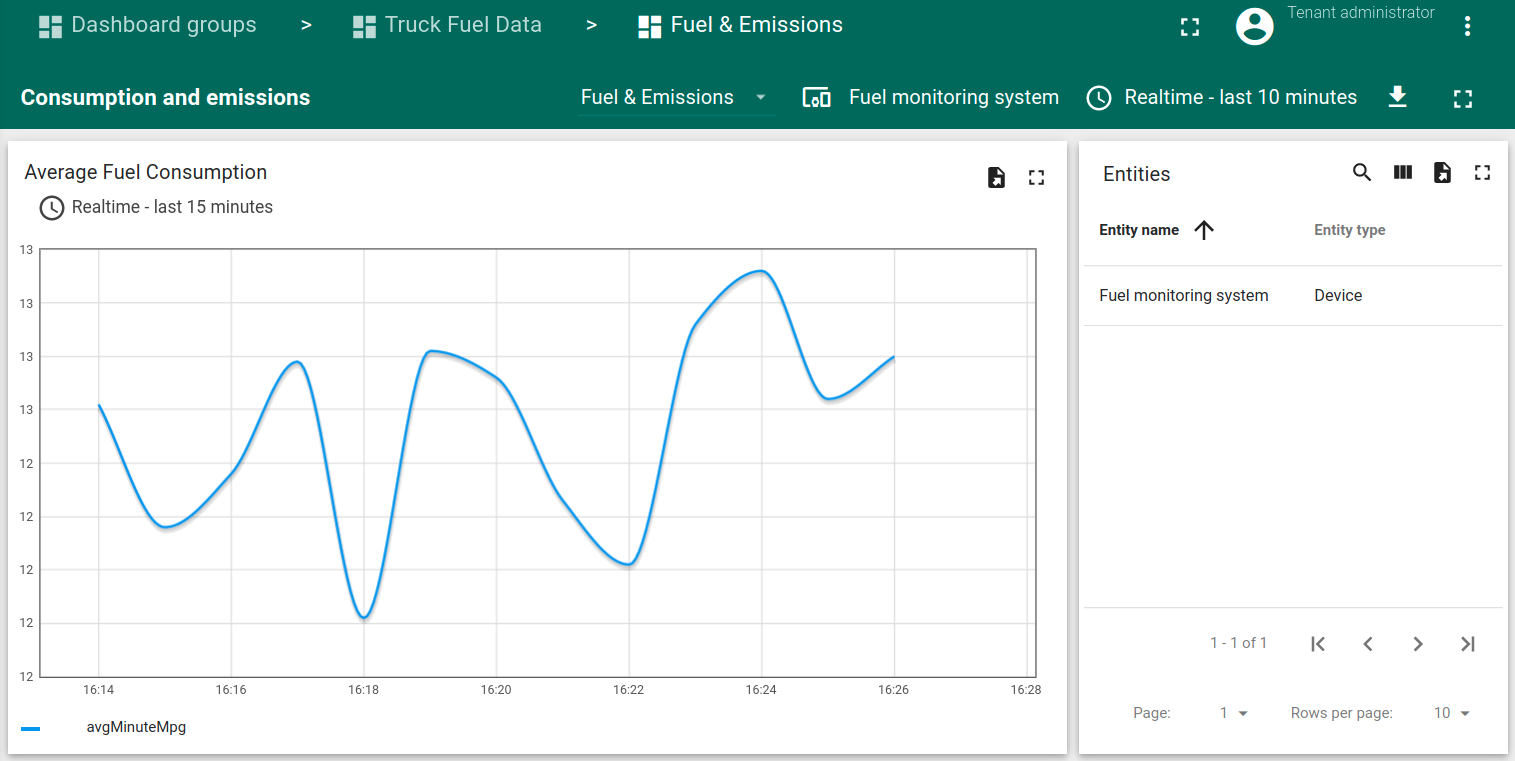 Dashboard groups > Truck Fuel Data > Fuel & Emissions Tenant administrator
Consumption and emissions Fuel & Emissions Fuel monitoring system Realtime - last 10 minutes
Average Fuel Consumption
Realtime - last 15 minutes
13
13
13
13
12
12
12
12
12
16:14 16:16 16:18 16:20 16:22 16:24 16:26 16:28
avgMinuteMpg
Entities
Entity name Entity type
Fuel monitoring system Device
1 - 1 of 1
Page: 1 Rows per page: 10